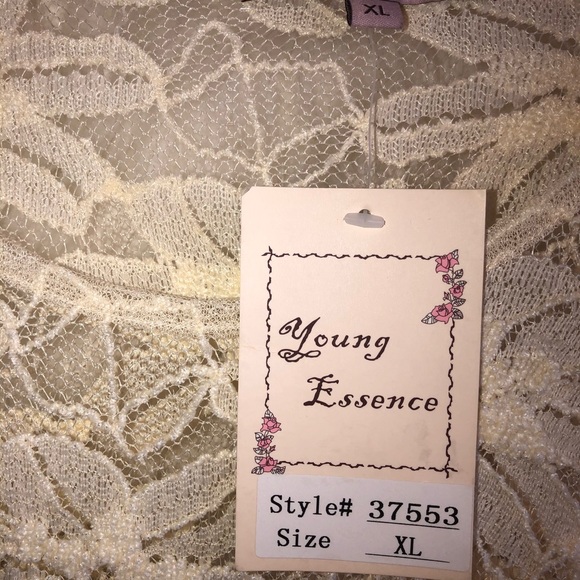 XL
Young
Essence
Style# 37553
Size XL